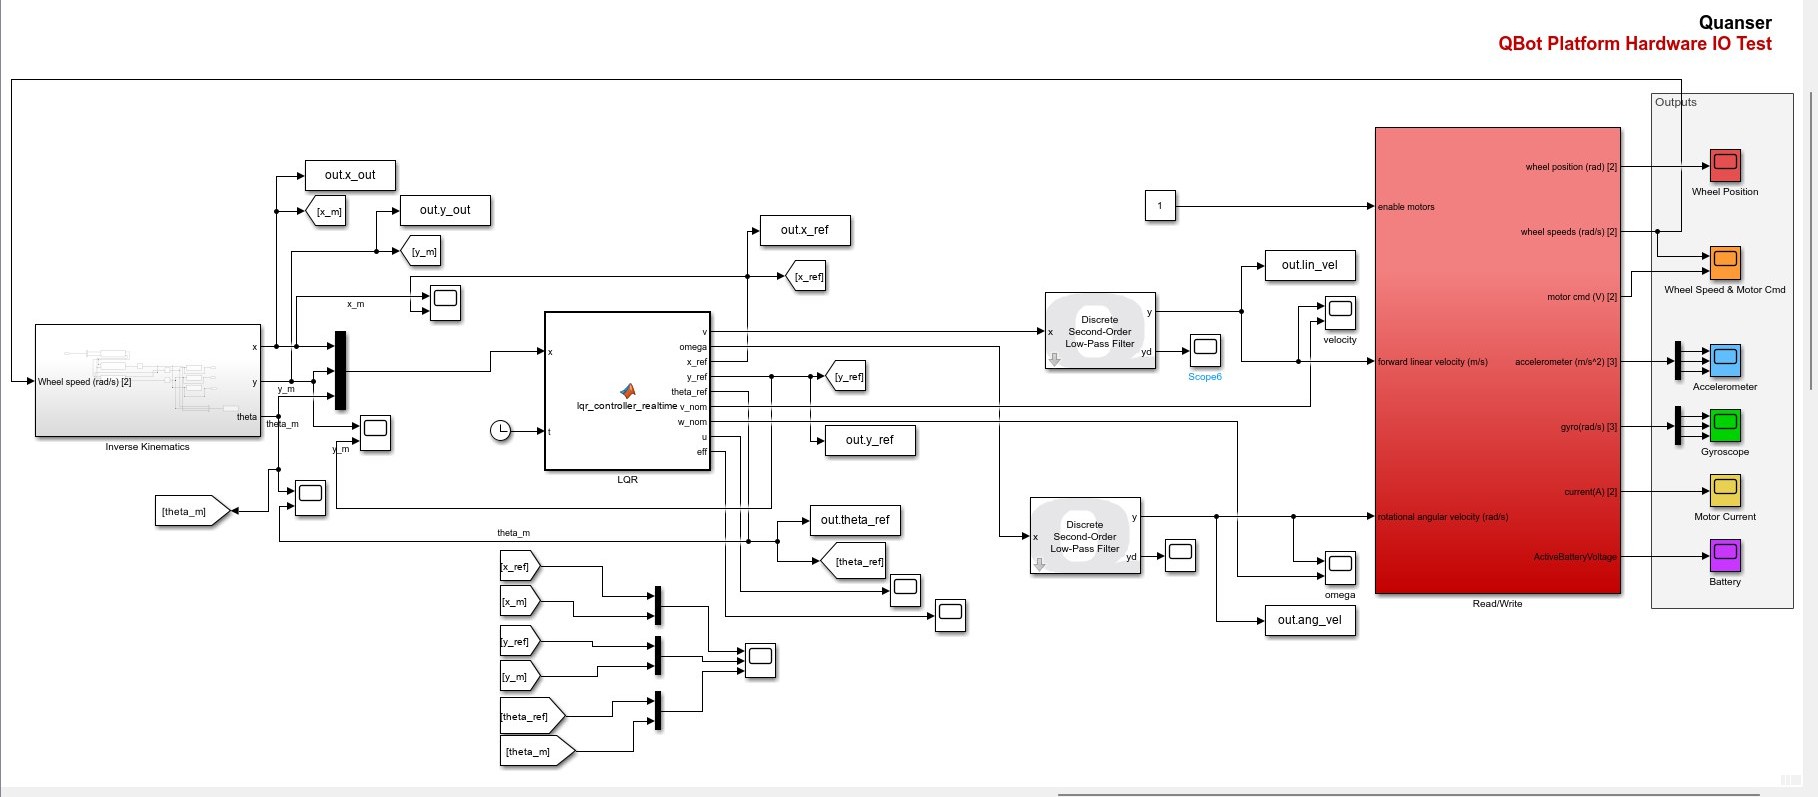 Quanser
QBot Platform Hardware IO Test
Outputs
out.x_out
[x_m]
out.y_out
[y_m]
out.x_ref
[x_ref]
x_m
x
y
theta
Wheel speed (rad/s) [2]
Inverse Kinematics
y_m
theta_m
y_m
[theta_m]
x
t
lqr_controller_realtime
v
omega
x_ref
y_ref
theta_ref
v_nom
w_nom
u
eff
LQR
[y_ref]
out.y_ref
theta_m
out.theta_ref
[theta_ref]
[x_ref]
[x_m]
[y_ref]
[y_m]
[theta_ref]
[theta_m]
1
out.lin_vel
x
Discrete
Second-Order
Low-Pass Filter
y
yd
Scope6
velocity
x
Discrete
Second-Order
Low-Pass Filter
y
yd
omega
out.ang_vel
enable motors
forward linear velocity (m/s)
rotational angular velocity (rad/s)
wheel position (rad) [2]
wheel speeds (rad/s) [2]
motor cmd (V) [2]
accelerometer (m/s^2) [3]
gyro(rad/s) [3]
current(A) [2]
ActiveBatteryVoltage
Read/Write
Wheel Position
Wheel Speed & Motor Cmd
Accelerometer
Gyroscope
Motor Current
Battery